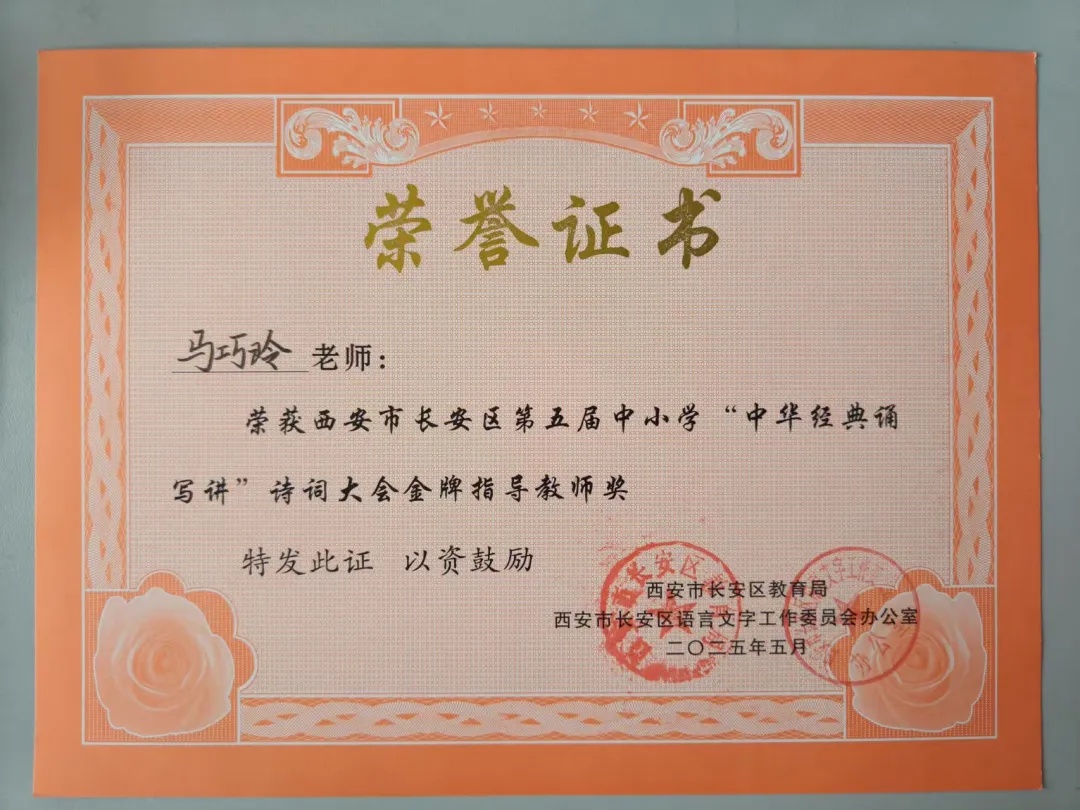 荣誉证书
马巧玲 老师：
荣获西安市长安区第五届中小学“中华经典诵
写讲”诗词大会金牌指导教师奖
特发此证 以资鼓励
西安市长安区教育局
西安市长安区语言文字工作委员会办公室
二〇二五年五月